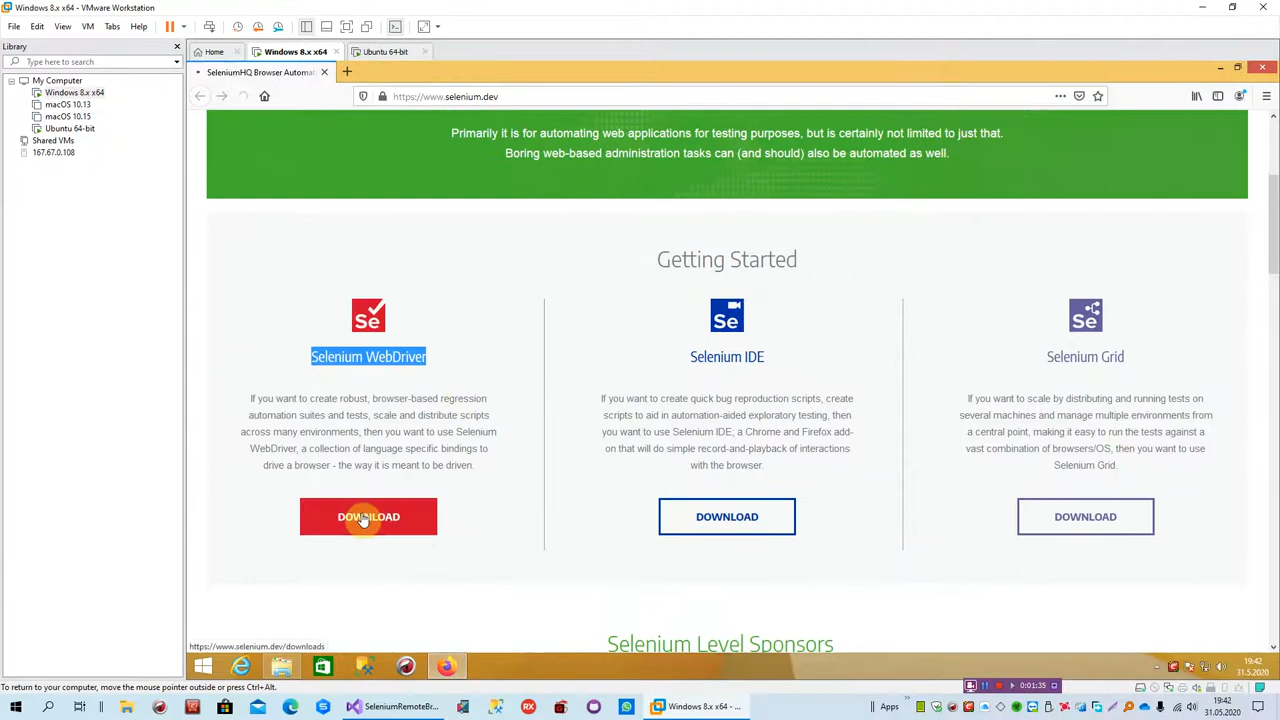 Windows 8.x x64 - VMware Workstation
File Edit View VM Tabs Help
Library
Type here to search
My Computer
Windows 8.x x64
macOS 10.13
macOS 10.15
Ubuntu 64-bit
Shared VMs
167.67.0.108
Home Windows 8.x x64 Ubuntu 64-bit
SeleniumHQ Browser Automat
https://www.selenium.dev
Primarily it is for automating web applications for testing purposes, but is certainly not limited to just that.
Boring web-based administration tasks can (and should) also be automated as well.
Getting Started
Se
Selenium WebDriver
If you want to create robust, browser-based regression
automation suites and tests, scale and distribute scripts
across many environments, then you want to use Selenium
WebDriver, a collection of language specific bindings to
drive a browser - the way it is meant to be driven.
DOWNLOAD
Se
Selenium IDE
If you want to create quick bug reproduction scripts, create
scripts to aid in automation-aided exploratory testing, then
you want to use Selenium IDE; a Chrome and Firefox add-
on that will do simple record-and-playback of interactions
with the browser.
DOWNLOAD
Se
Selenium Grid
If you want to scale by distributing and running tests on
several machines and manage multiple environments from
a central point, making it easy to run the tests against a
vast combination of browsers/OS, then you want to use
Selenium Grid.
DOWNLOAD
Selenium Level Sponsors
https://www.selenium.dev/downloads
19:42
31.5.2020
To return to your computer, move the mouse pointer outside or press Ctrl+Alt.
0:01:35
SeleniumRemoteBr...
RX
Windows 8.x x64 - ...
Apps
19:42
31.05.2020